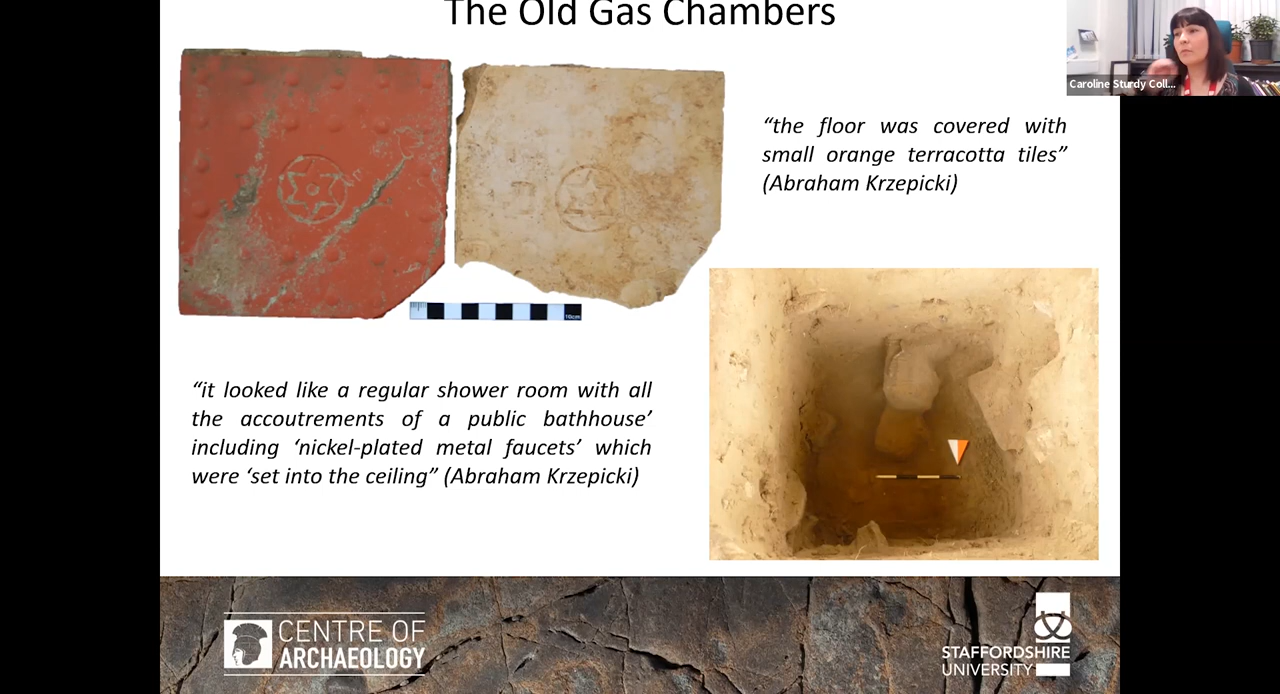 The Old Gas Chambers
Caroline Sturdy Coll...
“the floor was covered with
small orange terracotta tiles”
(Abraham Krzepicki)
“it looked like a regular shower room with all
the accoutrements of a public bathhouse’
including ‘nickel-plated metal faucets’ which
were ‘set into the ceiling” (Abraham Krzepicki)
10cm
CENTRE OF
ARCHAEOLOGY
STAFFORDSHIRE
UNIVERSITY